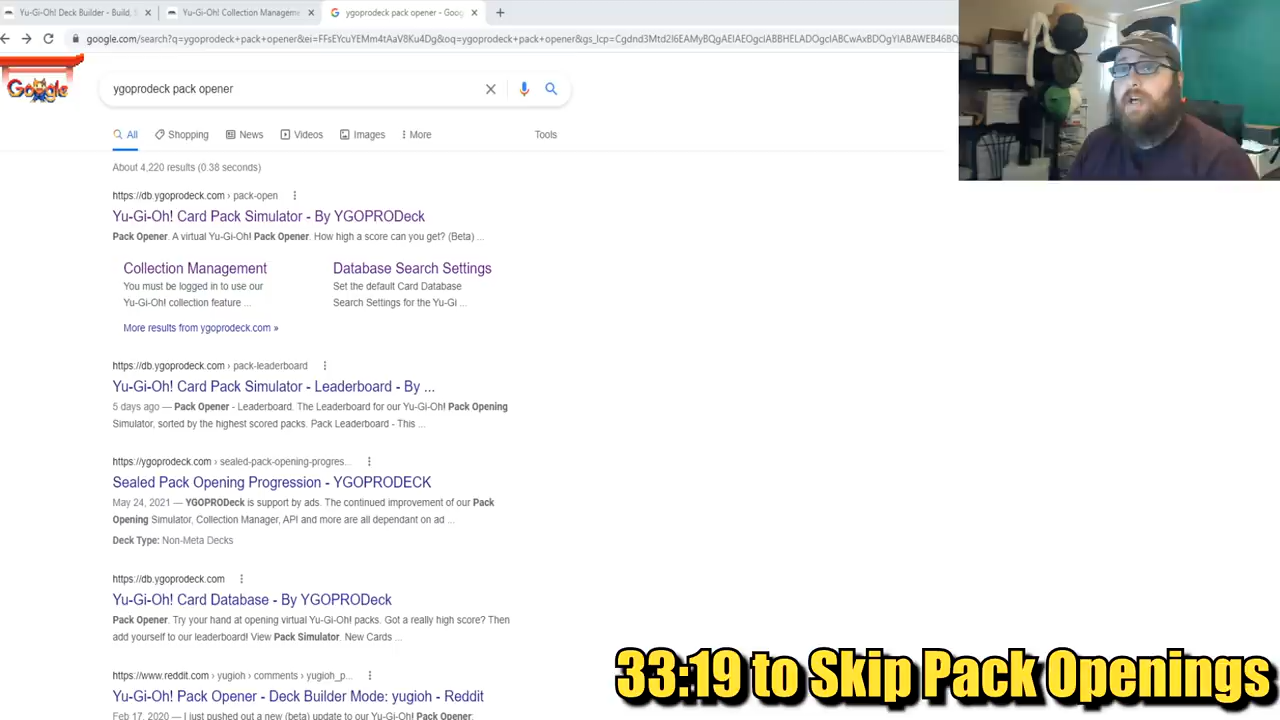 Yu-Gi-Oh! Deck Builder - Build, S
Yu-Gi-Oh! Collection Management
ygoprodeck pack opener - Goog
google.com/search?q=ygoprodeck+pack+opener&ei=
ygoprodeck pack opener
Google
All Shopping News Videos Images More Tools
About 4,220 results (0.38 seconds)
https://db.ygoprodeck.com › pack-open
Yu-Gi-Oh! Card Pack Simulator - By YGOPRODeck
Pack Opener. A virtual Yu-Gi-Oh! Pack Opener. How high a score can you get? (Beta) ...
Collection Management
You must be logged in to use our
Yu-Gi-Oh! collection feature ...
Database Search Settings
Set the default Card Database
Search Settings for the Yu-Gi ...
More results from ygoprodeck.com »
https://db.ygoprodeck.com › pack-leaderboard
Yu-Gi-Oh! Card Pack Simulator - Leaderboard - By ...
5 days ago — Pack Opener - Leaderboard. The Leaderboard for our Yu-Gi-Oh! Pack Opening
Simulator, sorted by the highest scored packs. Pack Leaderboard - This ...
https://ygoprodeck.com › sealed-pack-opening-progres...
Sealed Pack Opening Progression - YGOPRODECK
May 24, 2021 — YGOPRODeck is support by ads. The continued improvement of our Pack
Opening Simulator, Collection Manager, API and more are all dependant on ad ...
Deck Type: Non-Meta Decks
https://db.ygoprodeck.com
Yu-Gi-Oh! Card Database - By YGOPRODeck
Pack Opener. Try your hand at opening virtual Yu-Gi-Oh! packs. Got a really high score? Then
add yourself to our leaderboard! View Pack Simulator. New Cards ...
https://www.reddit.com › yugioh › comments › yugioh_p...
Yu-Gi-Oh! Pack Opener - Deck Builder Mode: yugioh - Reddit
Feb 17, 2020 — I just pushed out a new (beta) update to our Yu-Gi-Oh! Pack Opener.
33:19 to Skip Pack Openings